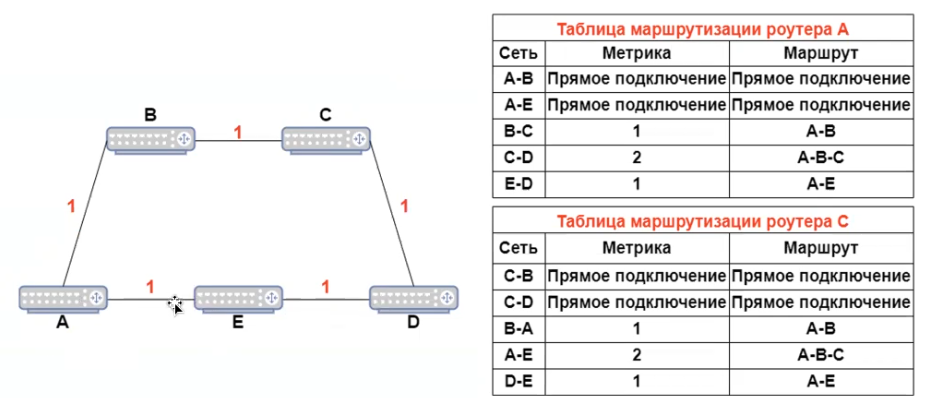 B
C
1
1
1
1
1
A
E
D
Таблица маршрутизации роутера A
Сеть Метрика Маршрут
A-B Прямое подключение Прямое подключение
A-E Прямое подключение Прямое подключение
B-C 1 A-B
C-D 2 A-B-C
E-D 1 A-E
Таблица маршрутизации роутера C
Сеть Метрика Маршрут
C-B Прямое подключение Прямое подключение
C-D Прямое подключение Прямое подключение
B-A 1 A-B
A-E 2 A-B-C
D-E 1 A-E